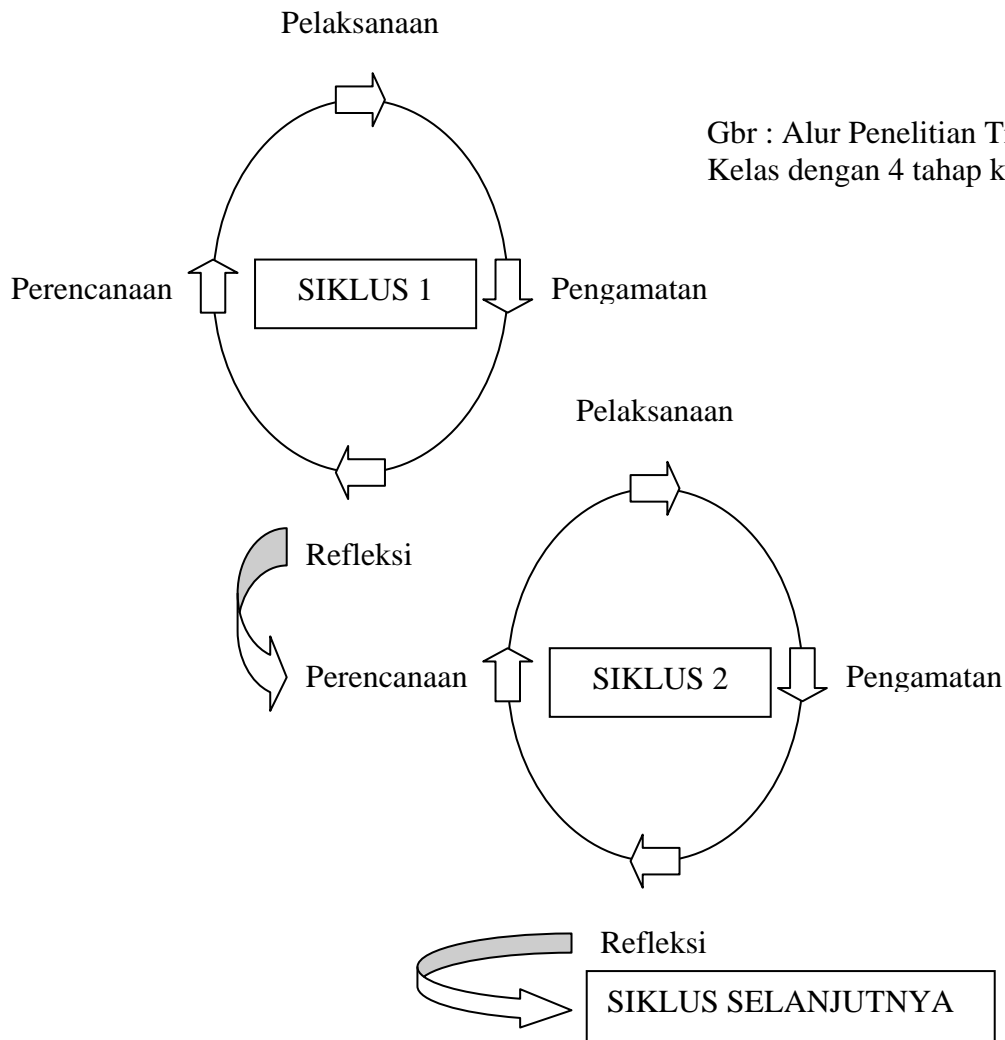 Pelaksanaan
Gbr : Alur Penelitian
Kelas dengan 4 tahap
Perencanaan
SIKLUS 1
Pengamatan
Pelaksanaan
Refleksi
Perencanaan
SIKLUS 2
Pengamatan
Refleksi
SIKLUS SELANJUTNYA